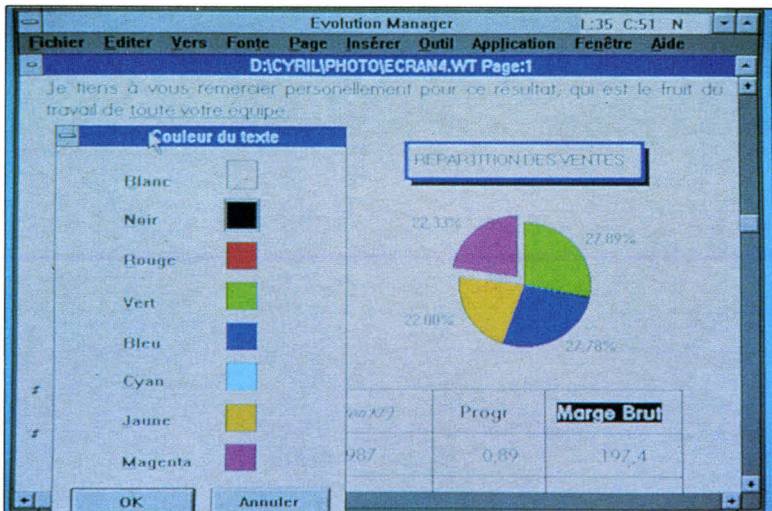 Evolution Manager
L:35 C:51 N
Fichier Editer Vers Fonte Page Insérer Outil Application Fenêtre Aide
D:\CYRIL\PHOTO\ECRAN4.WT Page:1
Je tiens à vous remercier personellement pour ce résultat, qui est le fruit du
travail de toute votre équipe.
Couleur du texte
Blanc
Noir
Rouge
Vert
Bleu
Cyan
Jaune
Magenta
OK Annuler
REPARTITION DES VENTES
22,33%
27,89%
22,00%
27,78%
Progr Marge Brut
987 0,89 197,4